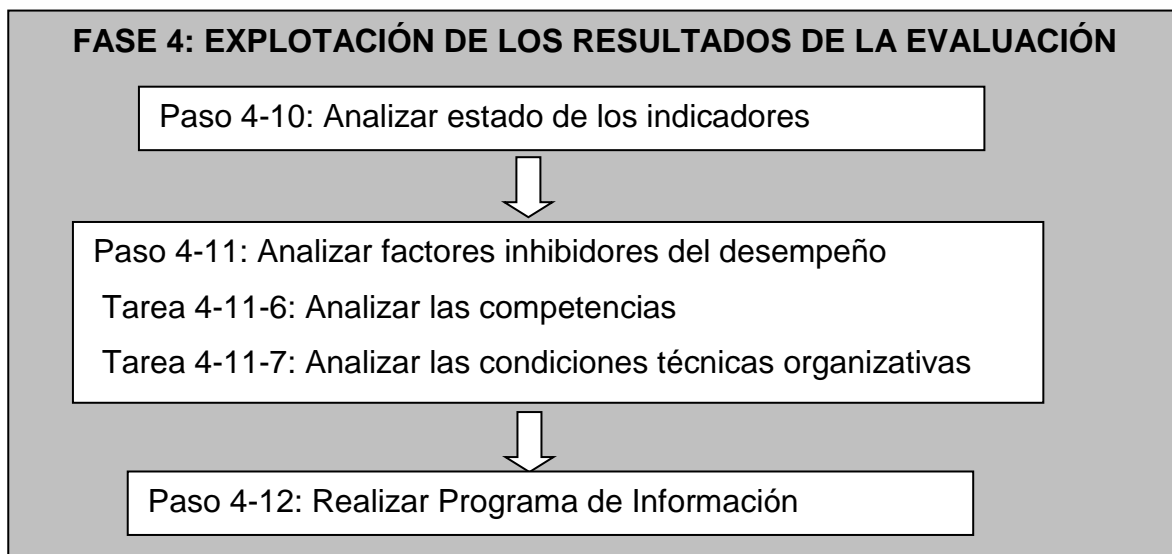 FASE 4: EXPLOTACIÓN DE LOS RESULTADOS DE LA EVALUACIÓN
Paso 4-10: Analizar estado de los indicadores
Paso 4-11: Analizar factores inhibidores del desempeño
Tarea 4-11-6: Analizar las competencias
Tarea 4-11-7: Analizar las condiciones técnicas organizativas
Paso 4-12: Realizar Programa de Información